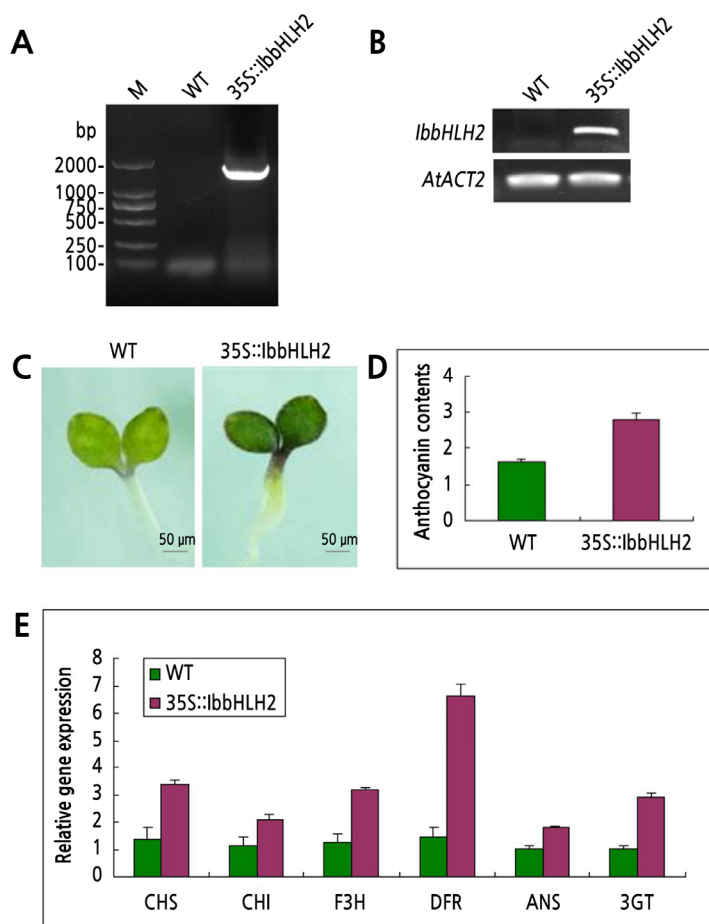 A
M
WT
35S::IbbHLH2
bp
2000-
1000-
750-
500-
250-
100-
B
WT
35S::IbbHLH2
IbbHLH2
AtACT2
C
WT
35S::IbbHLH2
50 µm
50 µm
D
Anthocyanin contents
4
3
2
1
0
WT
35S::IbbHLH2
E
Relative gene expression
8
7
6
5
4
3
2
1
0
WT
35S::IbbHLH2
CHS CHI F3H DFR ANS 3GT